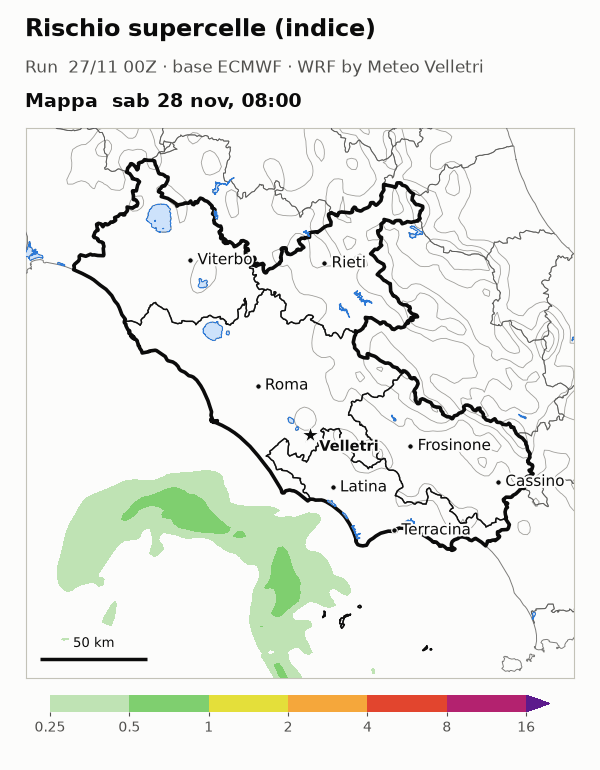 Rischio supercelle (indice)
Run  27/11 00Z · base ECMWF · WRF by Meteo Velletri
Mappa  sab 28 nov, 08:00
Viterbo
Rieti
Roma
Velletri
Frosinone
Cassino
Latina
Terracina
50 km
0.25 0.5 1 2 4 8 16